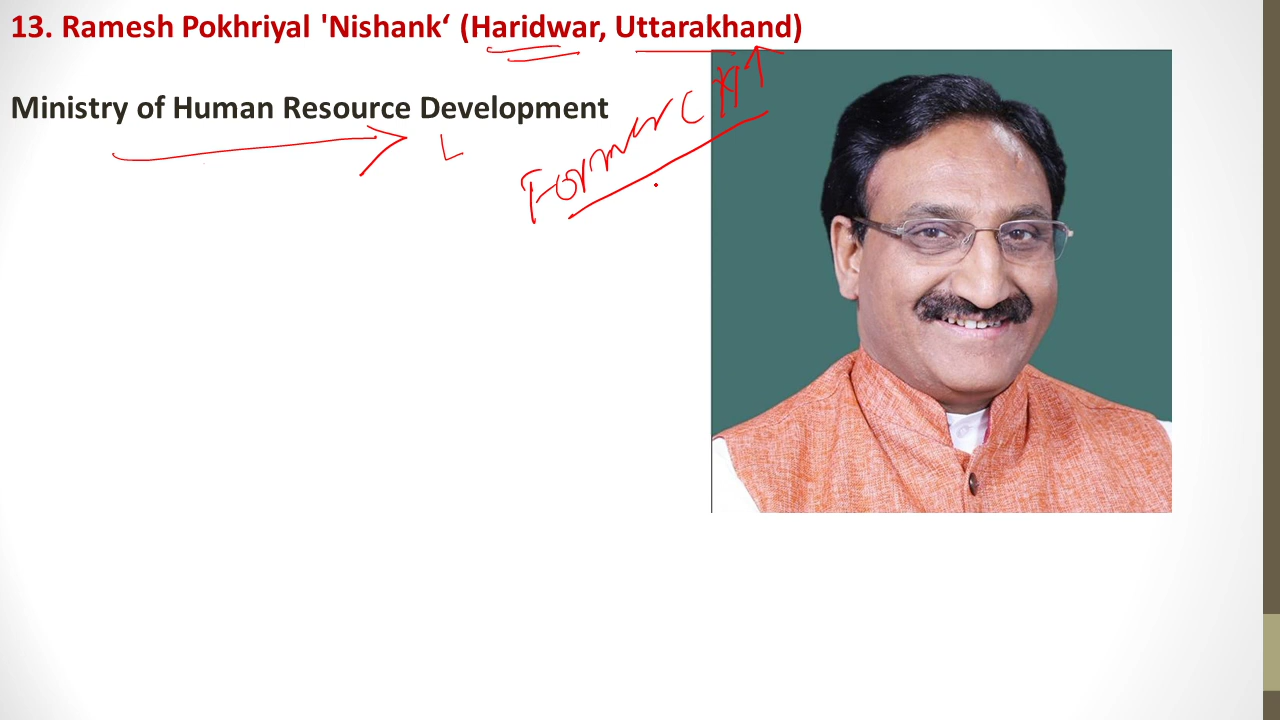 13. Ramesh Pokhriyal 'Nishank‘ (Haridwar, Uttarakhand)
Ministry of Human Resource Development
Former CM